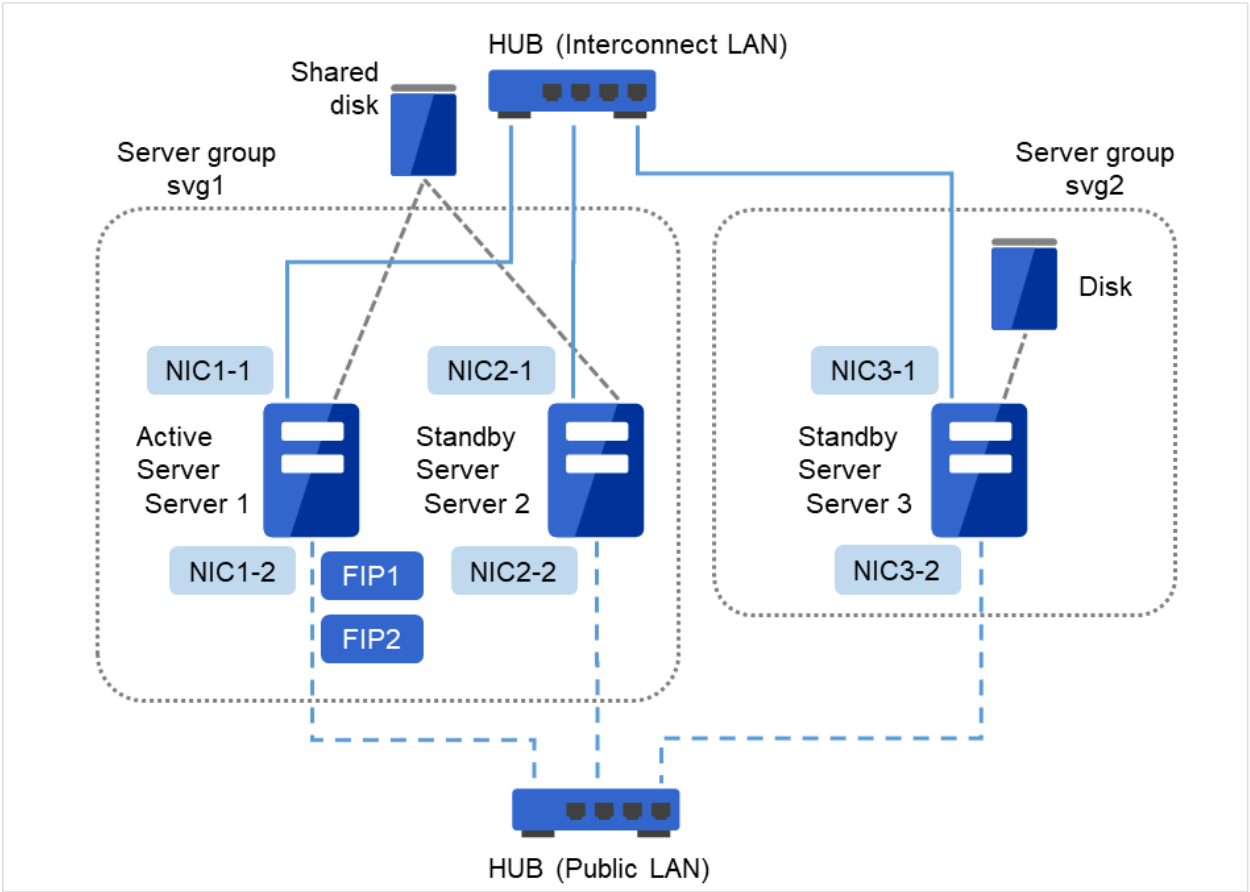 HUB (Interconnect LAN)
Shared
disk
Server group
svg1
Server group
svg2
Disk
NIC1-1
NIC2-1
NIC3-1
Active
Server
Server 1
Standby
Server
Server 2
Standby
Server
Server 3
NIC1-2
FIP1
NIC2-2
NIC3-2
FIP2
HUB (Public LAN)